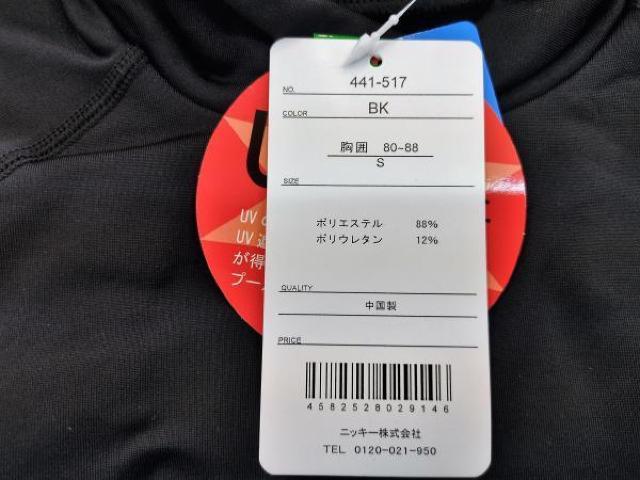 NO. 441-517
COLOR BK
胸囲 80~88
S
SIZE
ポリエステル 88%
ポリウレタン 12%
QUALITY
中国製
PRICE
4582528029146
ニッキー株式会社
TEL 0120-021-950
U
UV
UV
が得
プー